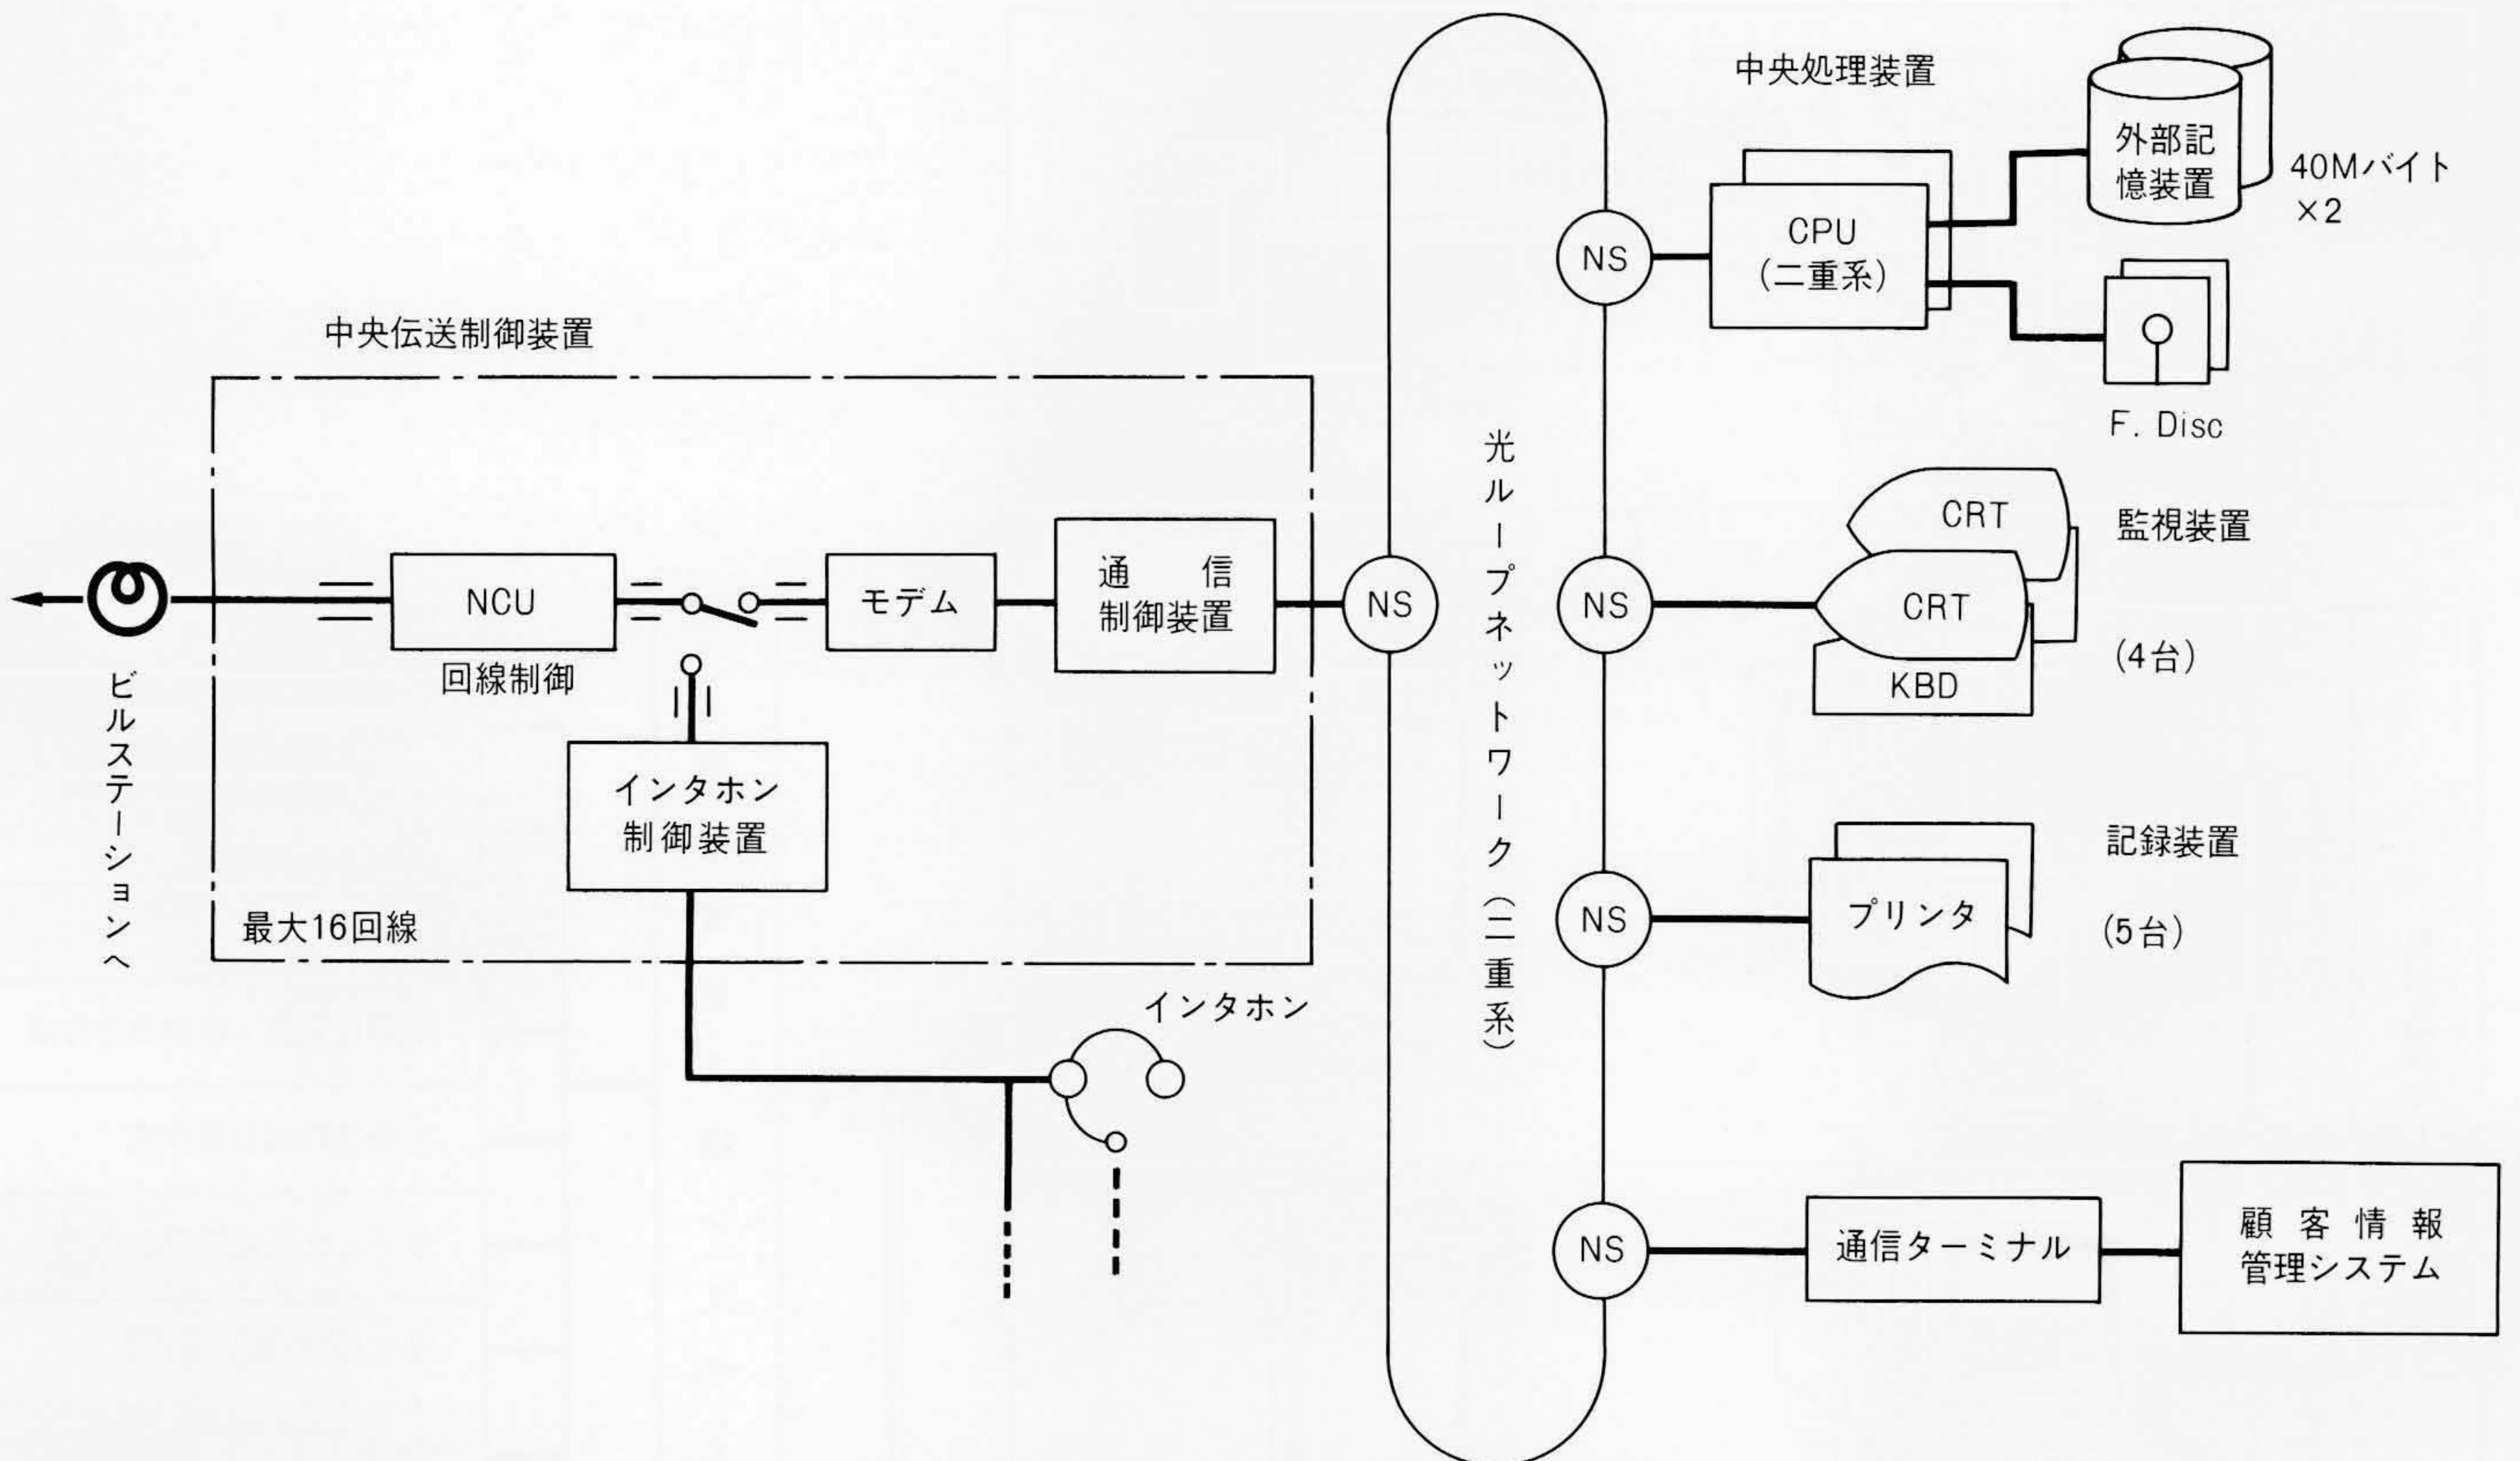 中央処理装置
外部記
憶装置
40Mバイト
×2
NS
CPU
(二重系)
F. Disc
中央伝送制御装置
ビルステーションへ
NCU
回線制御
モデム
通 信
制御装置
NS
インタホン
制御装置
最大16回線
インタホン
光ループネットワーク(二重系)
NS
CRT
CRT
KBD
監視装置
(4台)
NS
プリンタ
記録装置
(5台)
NS
通信ターミナル
顧 客 情 報
管理システム